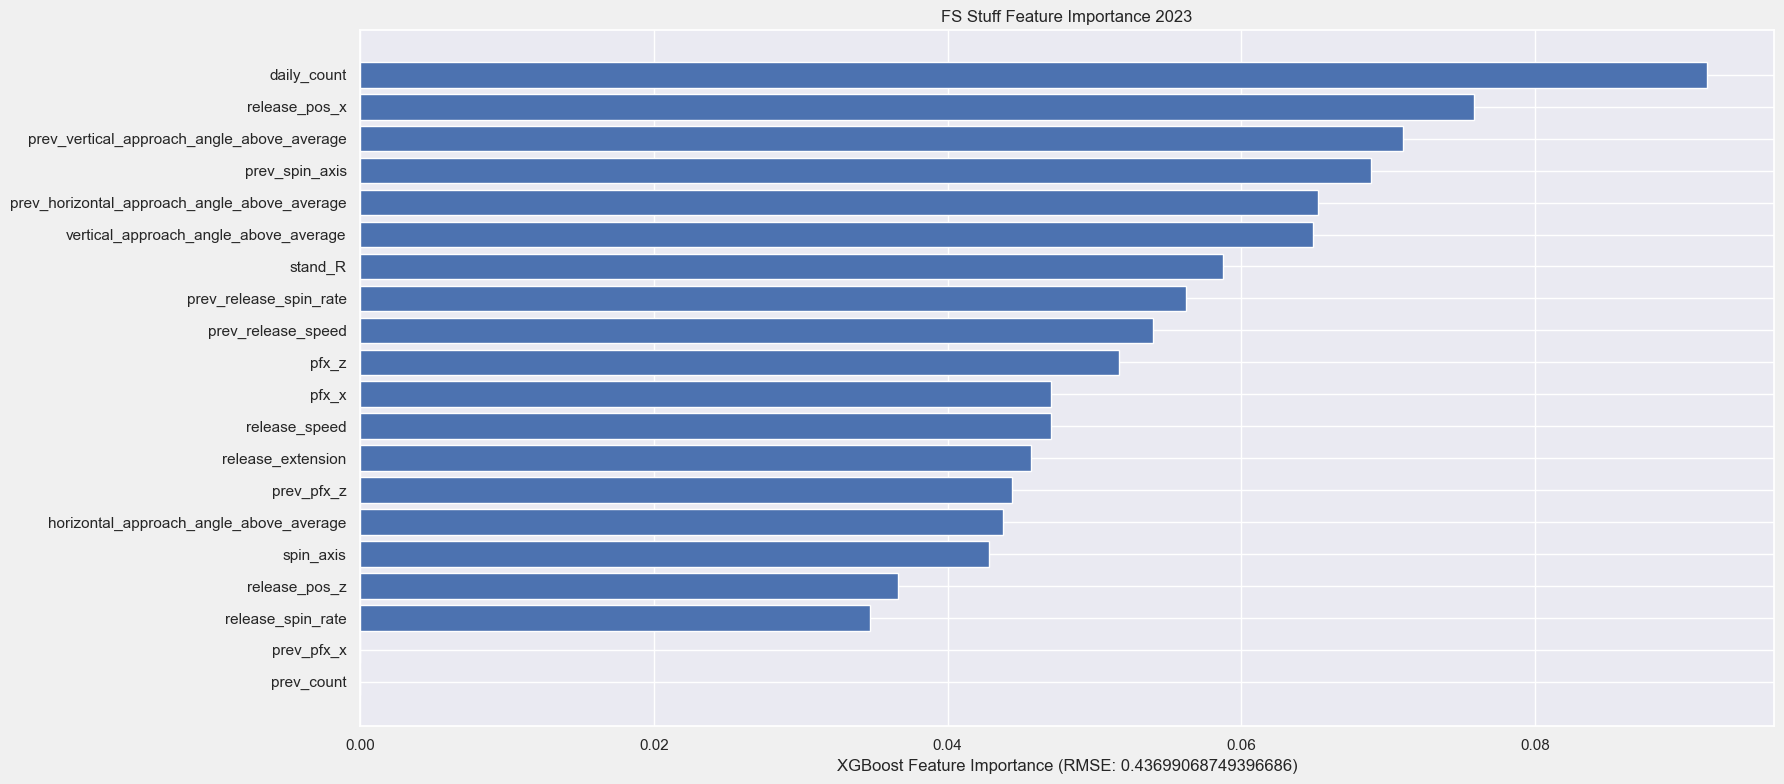 FS Stuff Feature Importance 2023
daily_count
release_pos_x
prev_vertical_approach_angle_above_average
prev_spin_axis
prev_horizontal_approach_angle_above_average
vertical_approach_angle_above_average
stand_R
prev_release_spin_rate
prev_release_speed
pfx_z
pfx_x
release_speed
release_extension
prev_pfx_z
horizontal_approach_angle_above_average
spin_axis
release_pos_z
release_spin_rate
prev_pfx_x
prev_count
0.00 0.02 0.04 0.06 0.08
XGBoost Feature Importance (RMSE: 0.43699068749396686)